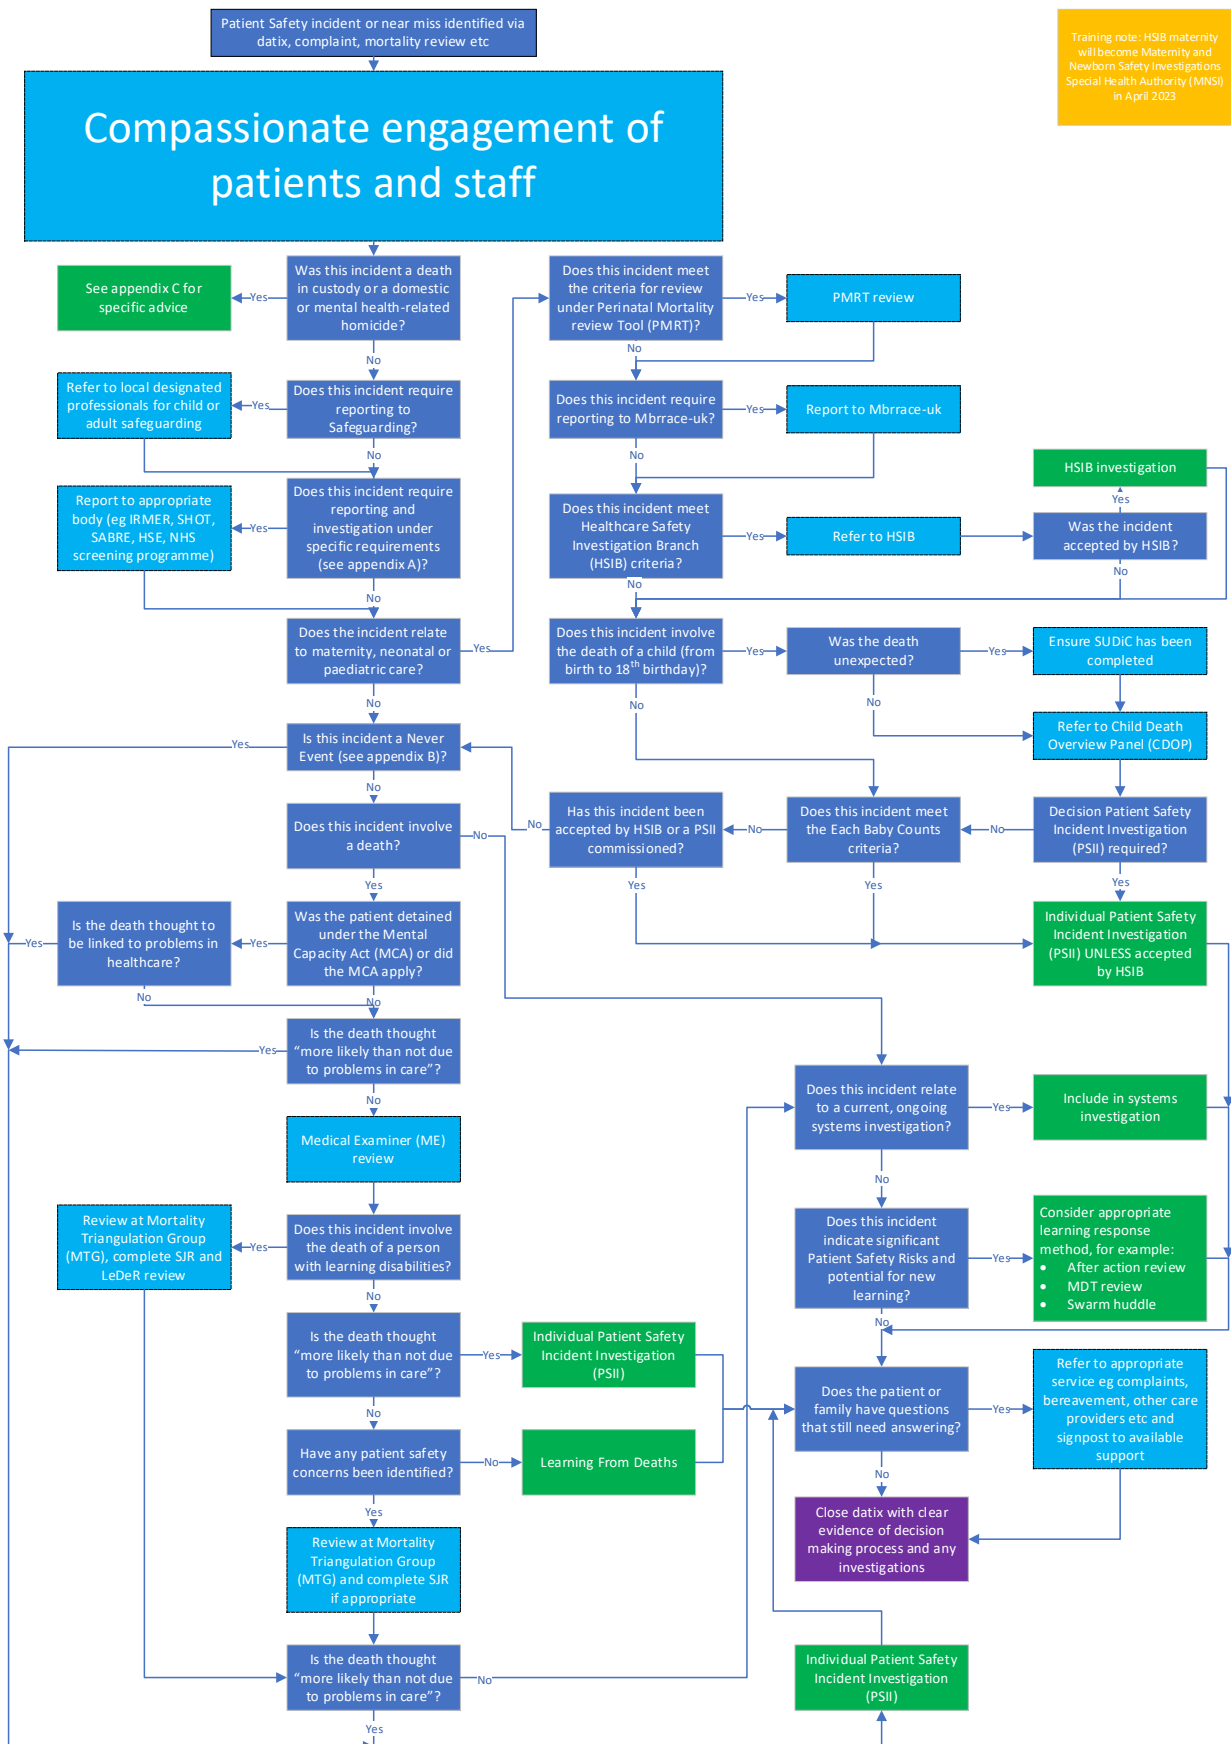 Patient Safety incident or near miss identified via
datix, complaint, mortality review etc
Training note: HSIB maternity
will become Maternity and
Newborn Safety Investigations
Special Health Authority (MNSI)
in April 2023
Compassionate engagement of
patients and staff
See appendix C for
specific advice
Yes
Was this incident a death
in custody or a domestic
or mental health-related
homicide?
No
Refer to local designated
professionals for child or
adult safeguarding
Yes
Does this incident require
reporting to
Safeguarding?
No
Report to appropriate
body (eg IRMER, SHOT,
SABRE, HSE, NHS
screening programme)
Yes
Does this incident require
reporting and
investigation under
specific requirements
(see appendix A)?
No
Does the incident relate
to maternity, neonatal or
paediatric care?
Yes
No
Does this incident meet
the criteria for review
under Perinatal Mortality
review Tool (PMRT)?
Yes
PMRT review
No
Does this incident require
reporting to Mbrrace-uk?
Yes
Report to Mbrrace-uk
No
Does this incident meet
Healthcare Safety
Investigation Branch
(HSIB) criteria?
Yes
Refer to HSIB
HSIB investigation
Yes
Was the incident
accepted by HSIB?
No
No
Does this incident involve
the death of a child (from
birth to 18th birthday)?
Yes
Was the death
unexpected?
Yes
Ensure SUDiC has been
completed
No
No
Refer to Child Death
Overview Panel (CDOP)
Yes
Is this incident a Never
Event (see appendix B)?
No
No
Has this incident been
accepted by HSIB or a PSII
commissioned?
No
Does this incident meet
the Each Baby Counts
criteria?
No
Decision Patient Safety
Incident Investigation
(PSII) required?
Yes
Yes
Yes
Individual Patient Safety
Incident Investigation
(PSII) UNLESS accepted
by HSIB
Does this incident involve
a death?
No
Yes
Yes
Is the death thought to
be linked to problems in
healthcare?
Yes
Was the patient detained
under the Mental
Capacity Act (MCA) or did
the MCA apply?
No
No
Yes
Is the death thought
“more likely than not due
to problems in care”?
No
Medical Examiner (ME)
review
Review at Mortality
Triangulation Group
(MTG), complete SJR and
LeDeR review
Yes
Does this incident involve
the death of a person
with learning disabilities?
No
Is the death thought
“more likely than not due
to problems in care”?
Yes
Individual Patient Safety
Incident Investigation
(PSII)
No
Have any patient safety
concerns been identified?
No
Learning From Deaths
Yes
Review at Mortality
Triangulation Group
(MTG) and complete SJR
if appropriate
Is the death thought
“more likely than not due
to problems in care”?
No
Yes
Does this incident relate
to a current, ongoing
systems investigation?
Yes
Include in systems
investigation
No
Does this incident
indicate significant
Patient Safety Risks and
potential for new
learning?
Yes
Consider appropriate
learning response
method, for example:
• After action review
• MDT review
• Swarm huddle
No
Does the patient or
family have questions
that still need answering?
Yes
Refer to appropriate
service eg complaints,
bereavement, other care
providers etc and
signpost to available
support
No
Close datix with clear
evidence of decision
making process and any
investigations
Individual Patient Safety
Incident Investigation
(PSII)